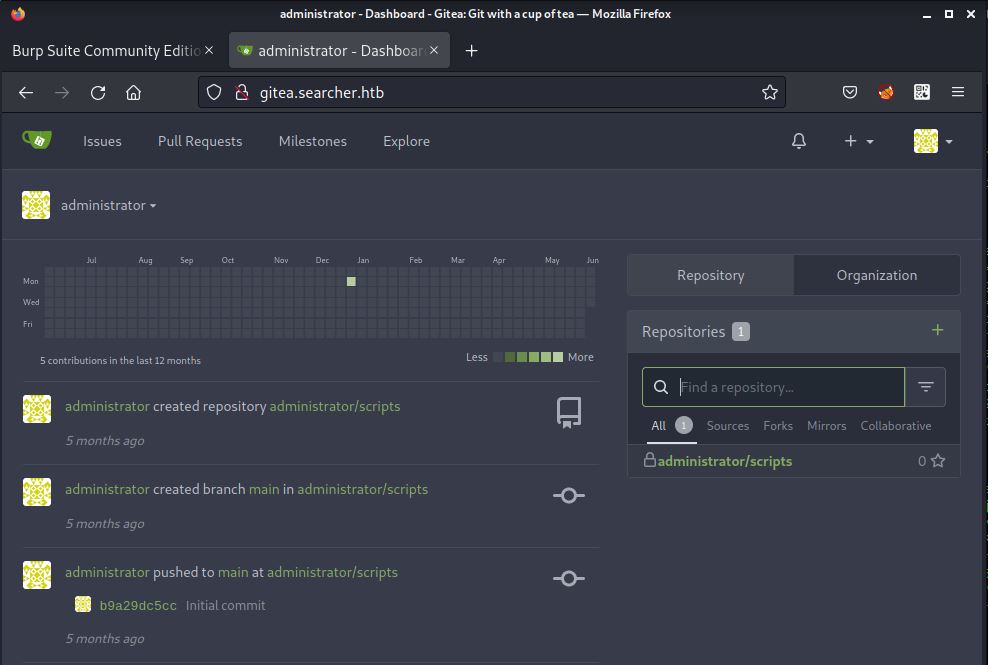 administrator - Dashboard - Gitea: Git with a cup of tea — Mozilla Firefox
Burp Suite Community Editio
administrator - Dashboar
gitea.searcher.htb
Issues Pull Requests Milestones Explore
administrator
Jul Aug Sep Oct Nov Dec Jan Feb Mar Apr May Jun
Mon
Wed
Fri
5 contributions in the last 12 months
Less More
administrator created repository administrator/scripts
5 months ago
administrator created branch main in administrator/scripts
5 months ago
administrator pushed to main at administrator/scripts
b9a29dc5cc Initial commit
5 months ago
Repository Organization
Repositories 1
Find a repository...
All 1 Sources Forks Mirrors Collaborative
administrator/scripts 0